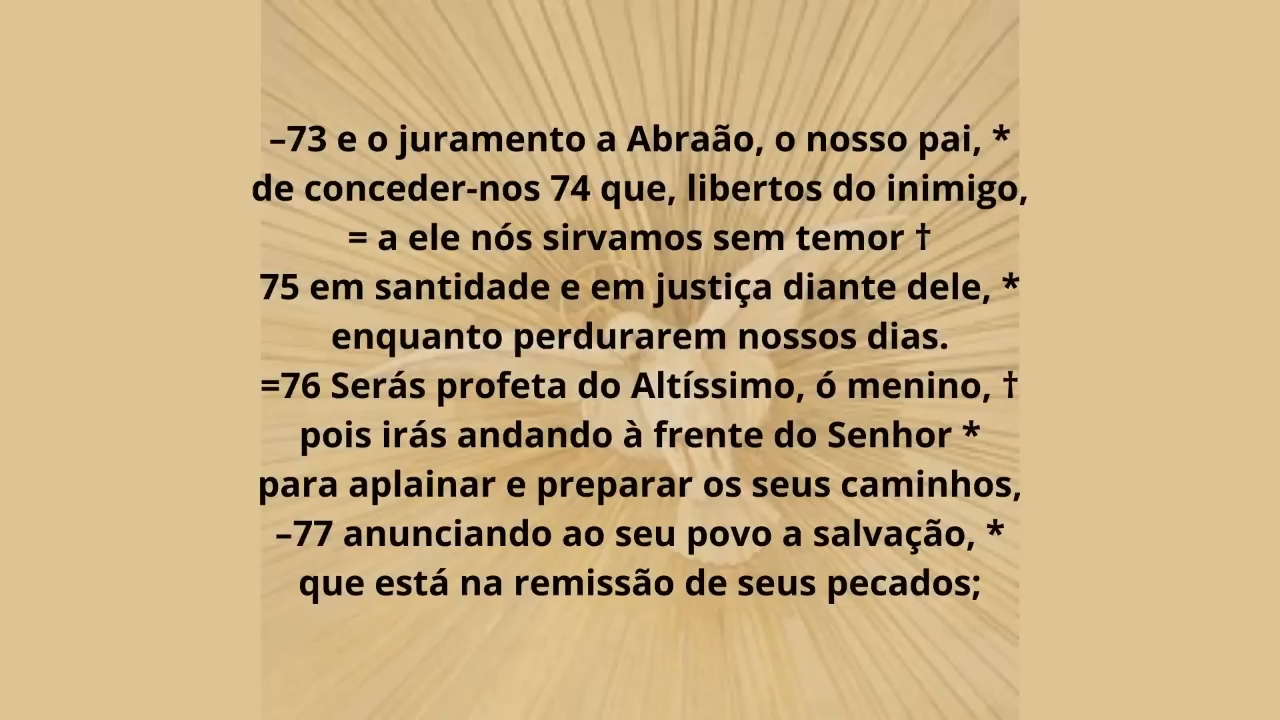 –73 e o juramento a Abraão, o nosso pai, *
de conceder-nos 74 que, libertos do inimigo,
= a ele nós sirvamos sem temor †
75 em santidade e em justiça diante dele, *
enquanto perdurarem nossos dias.
=76 Serás profeta do Altíssimo, ó menino, †
pois irás andando à frente do Senhor *
para aplainar e preparar os seus caminhos,
–77 anunciando ao seu povo a salvação, *
que está na remissão de seus pecados;